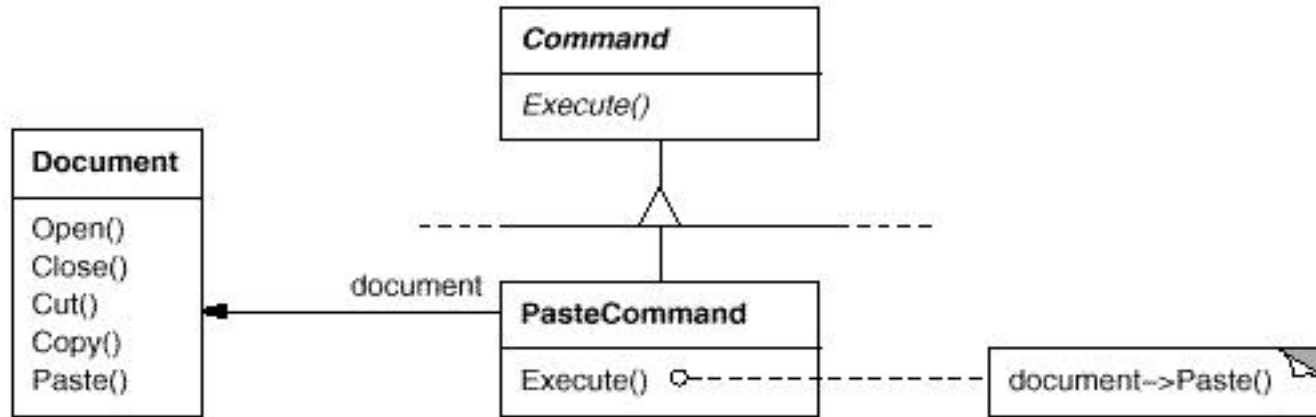 Command
Execute()
Document
Open()
Close()
Cut()
Copy()
Paste()
document
PasteCommand
Execute()
document->Paste()